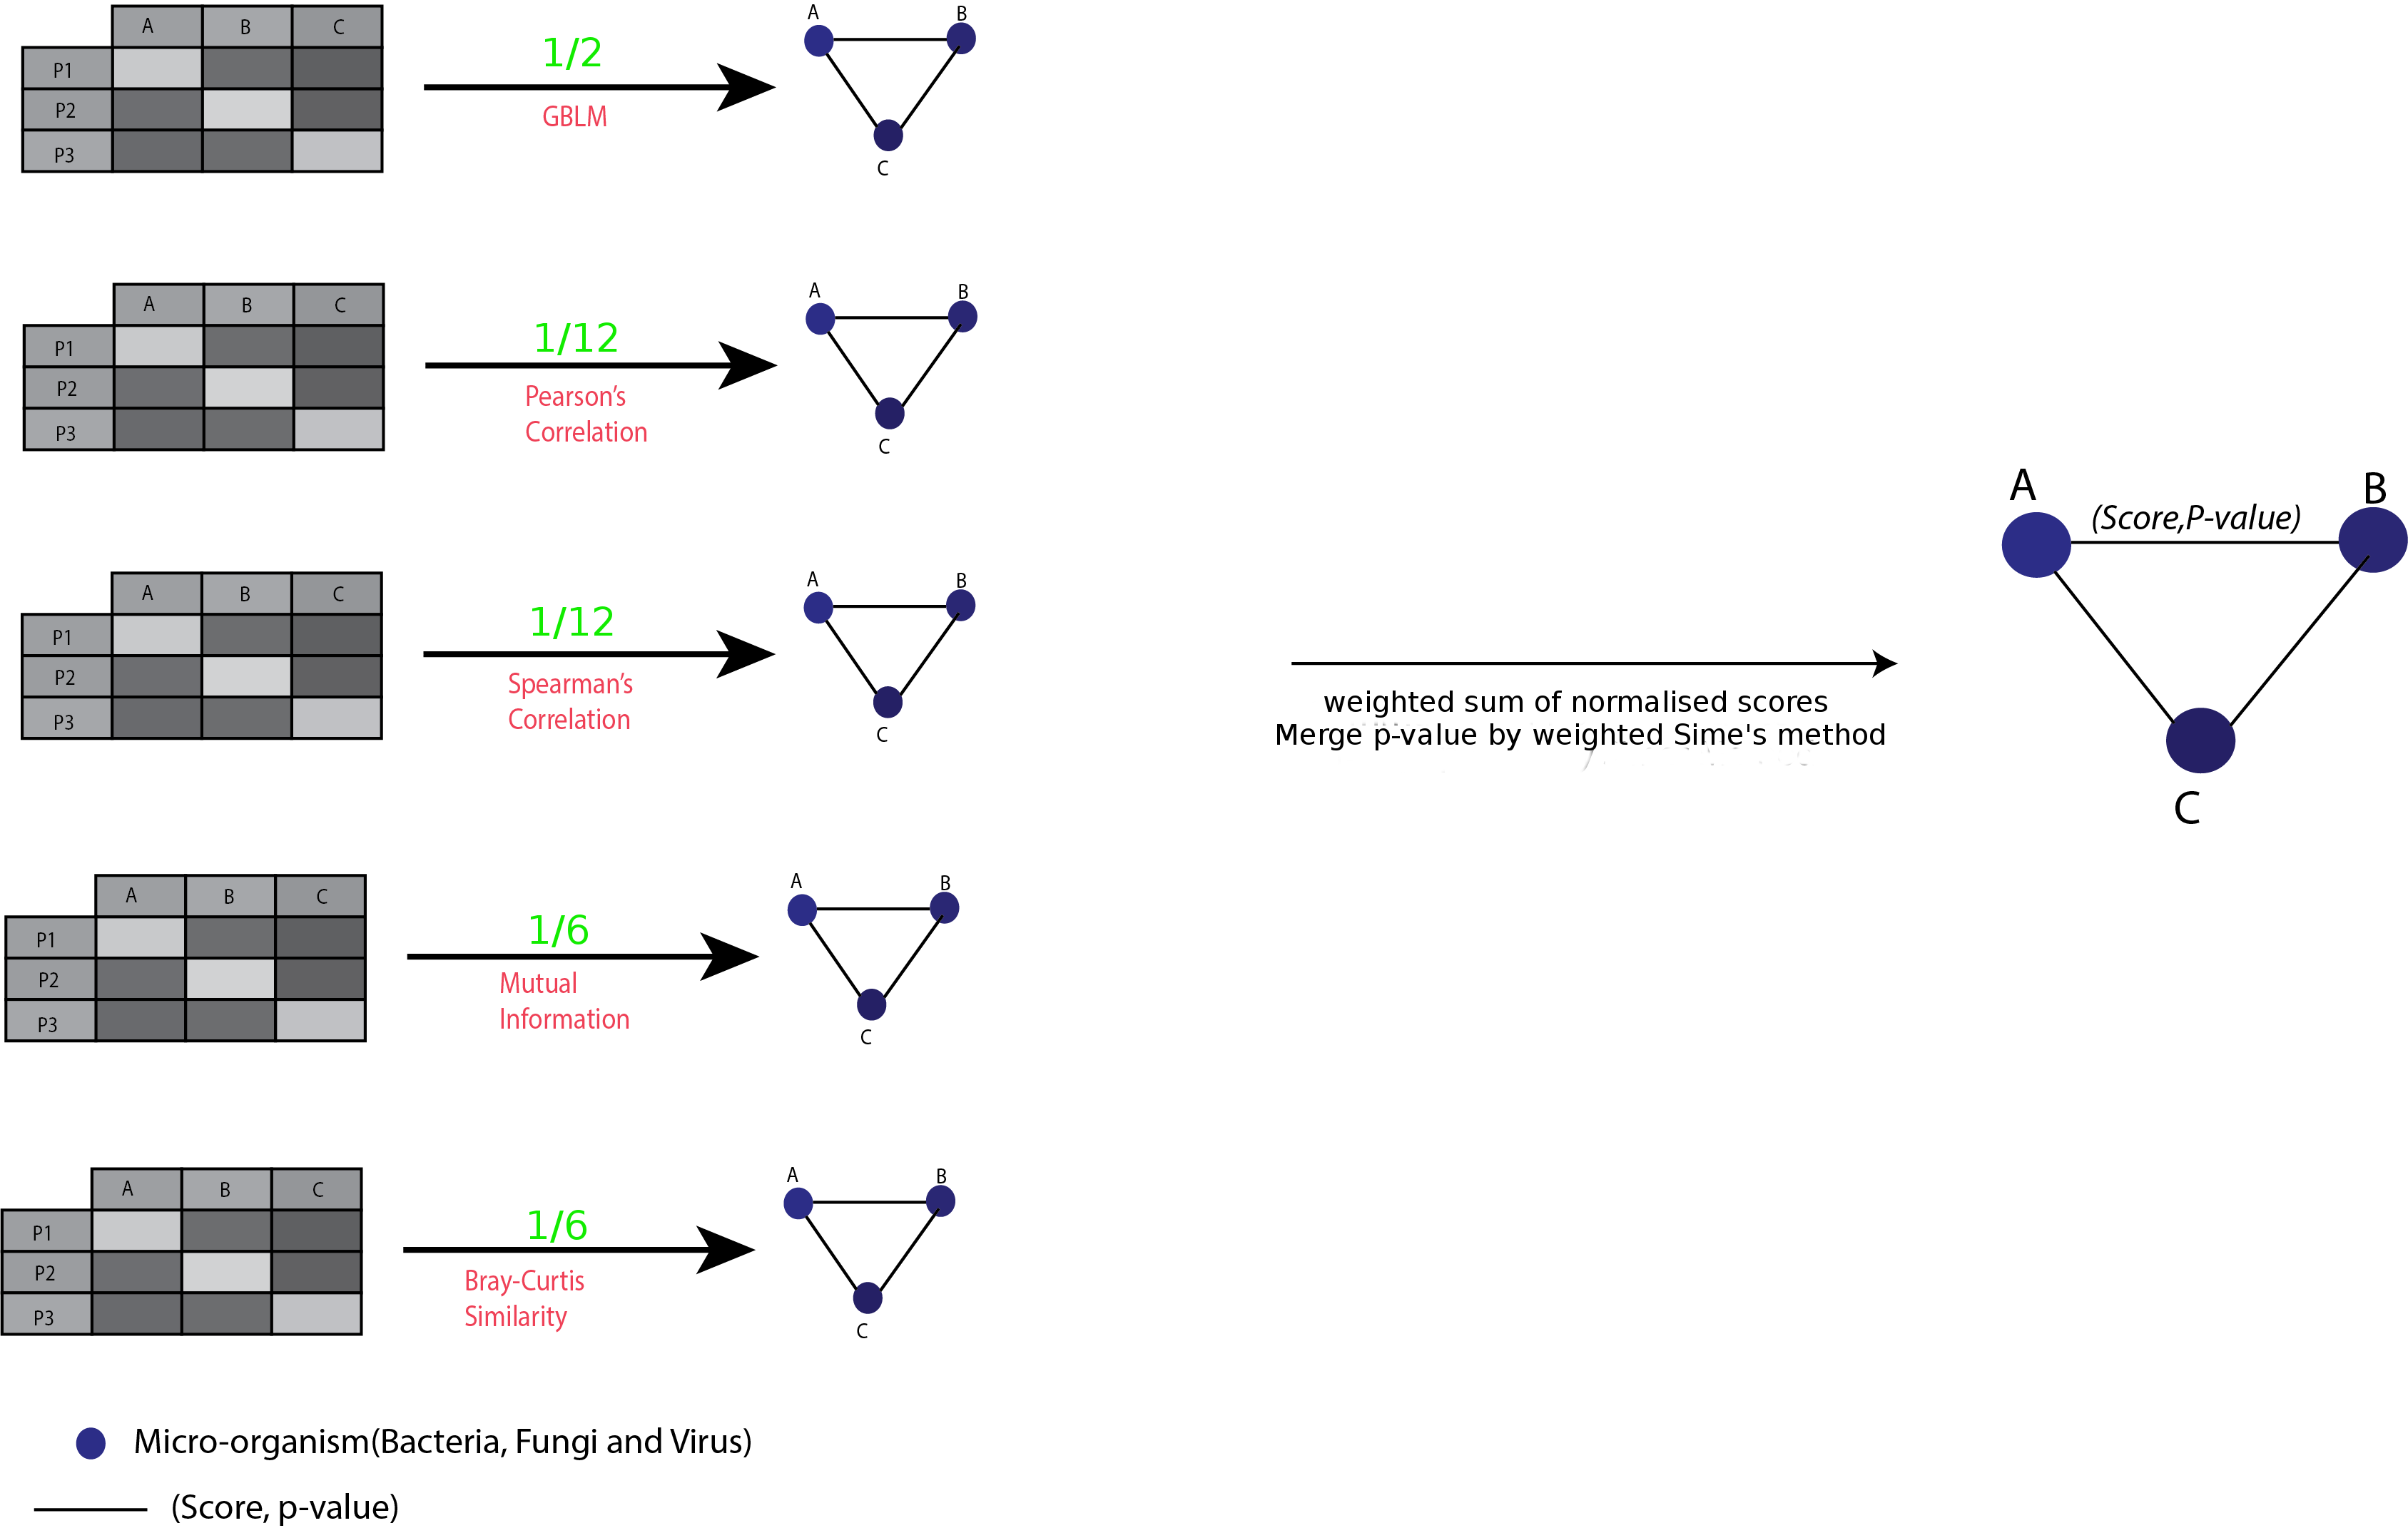 A B C
P1
P2
P3
1/2
GBLM
A B
C
A B C
P1
P2
P3
1/12
Pearson’s
Correlation
A B
C
A B C
P1
P2
P3
1/12
Spearman’s
Correlation
A B
C
A B C
P1
P2
P3
1/6
Mutual
Information
A B
C
A B C
P1
P2
P3
1/6
Bray-Curtis
Similarity
A B
C
weighted sum of normalised scores
Merge p-value by weighted Sime's method
A B
(Score,P-value)
C
Micro-organism(Bacteria, Fungi and Virus)
(Score, p-value)